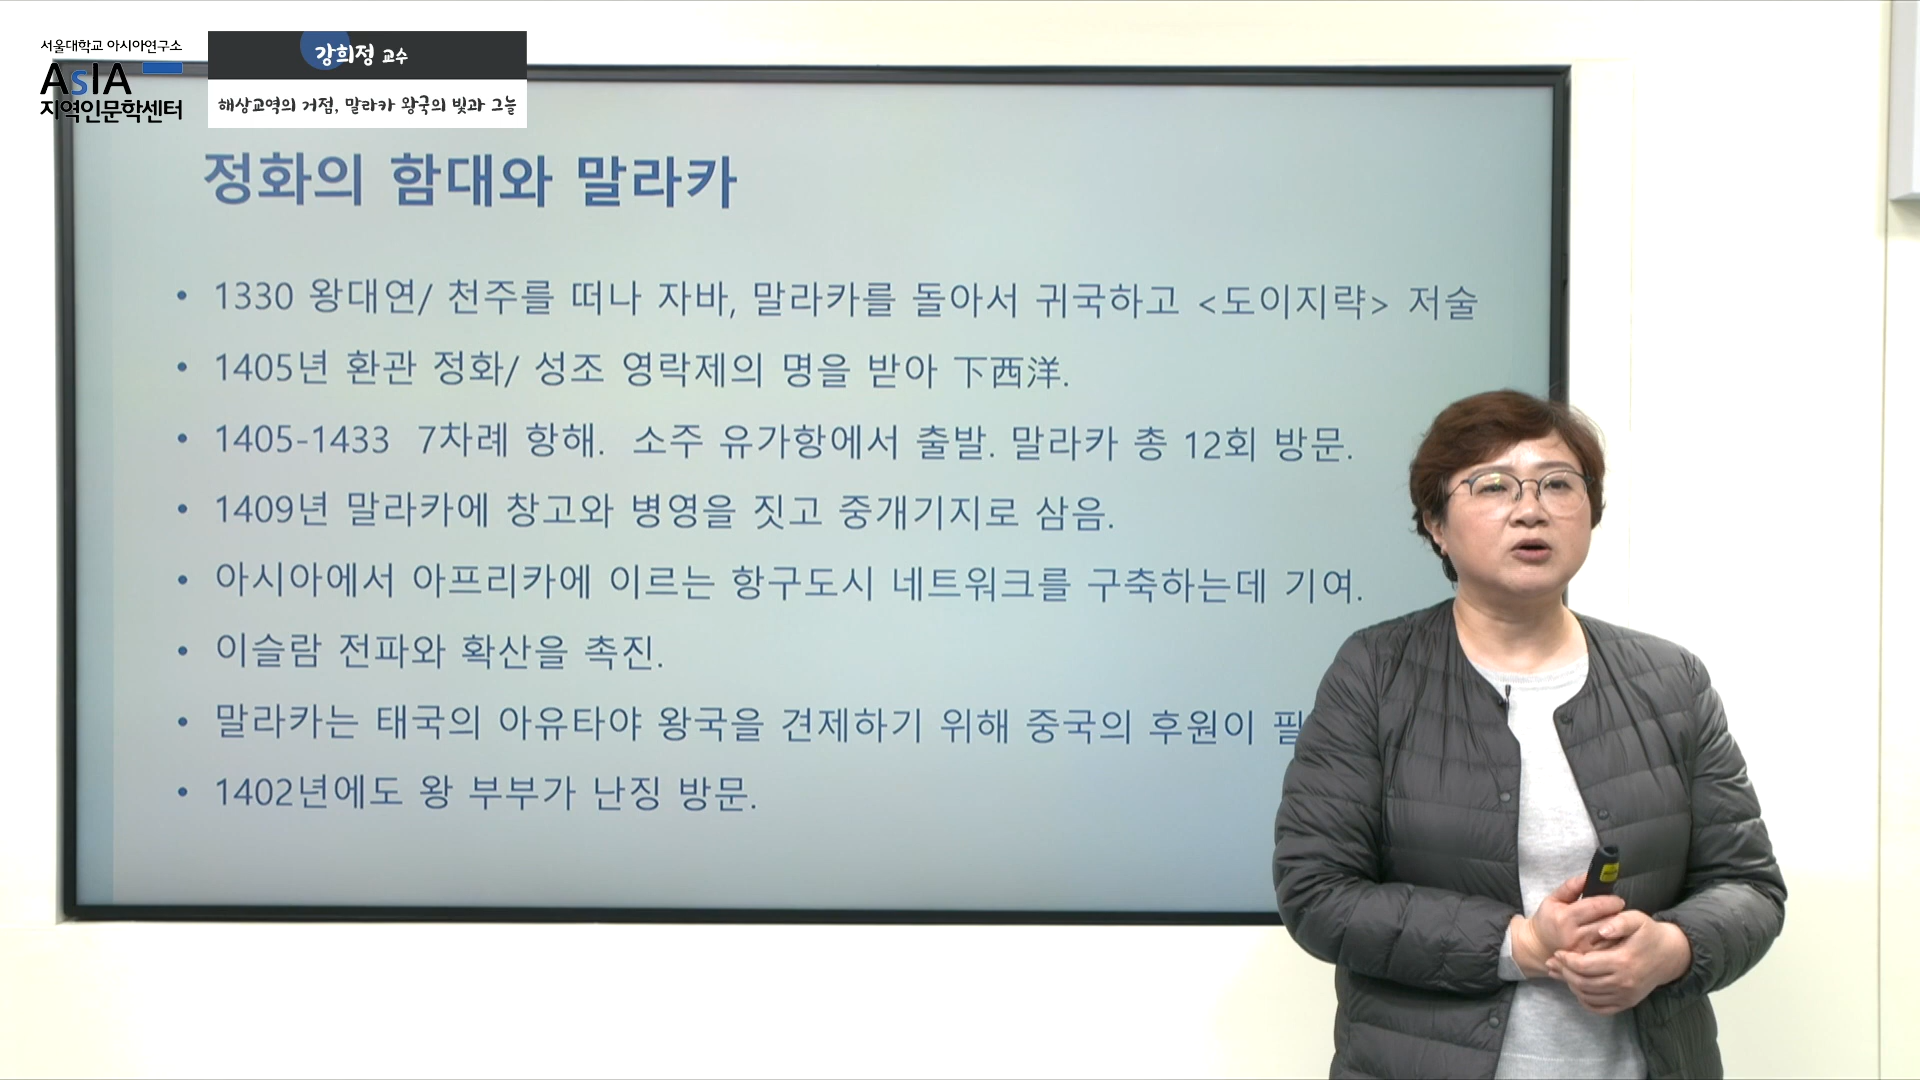 서울대학교 아시아연구소
AsIA
지역인문학센터
강희정 교수
해상교역의 거점, 말라카 왕국의 빛과 그늘
정화의 함대와 말라카
• 1330 왕대연/ 천주를 떠나 자바, 말라카를 돌아서 귀국하고 <도이지략> 저술
• 1405년 환관 정화/ 성조 영락제의 명을 받아 下西洋.
• 1405-1433 7차례 항해. 소주 유가항에서 출발. 말라카 총 12회 방문.
• 1409년 말라카에 창고와 병영을 짓고 중개기지로 삼음.
• 아시아에서 아프리카에 이르는 항구도시 네트워크를 구축하는데 기여.
• 이슬람 전파와 확산을 촉진.
• 말라카는 태국의 아유타야 왕국을 견제하기 위해 중국의 후원이 필
• 1402년에도 왕 부부가 난징 방문.